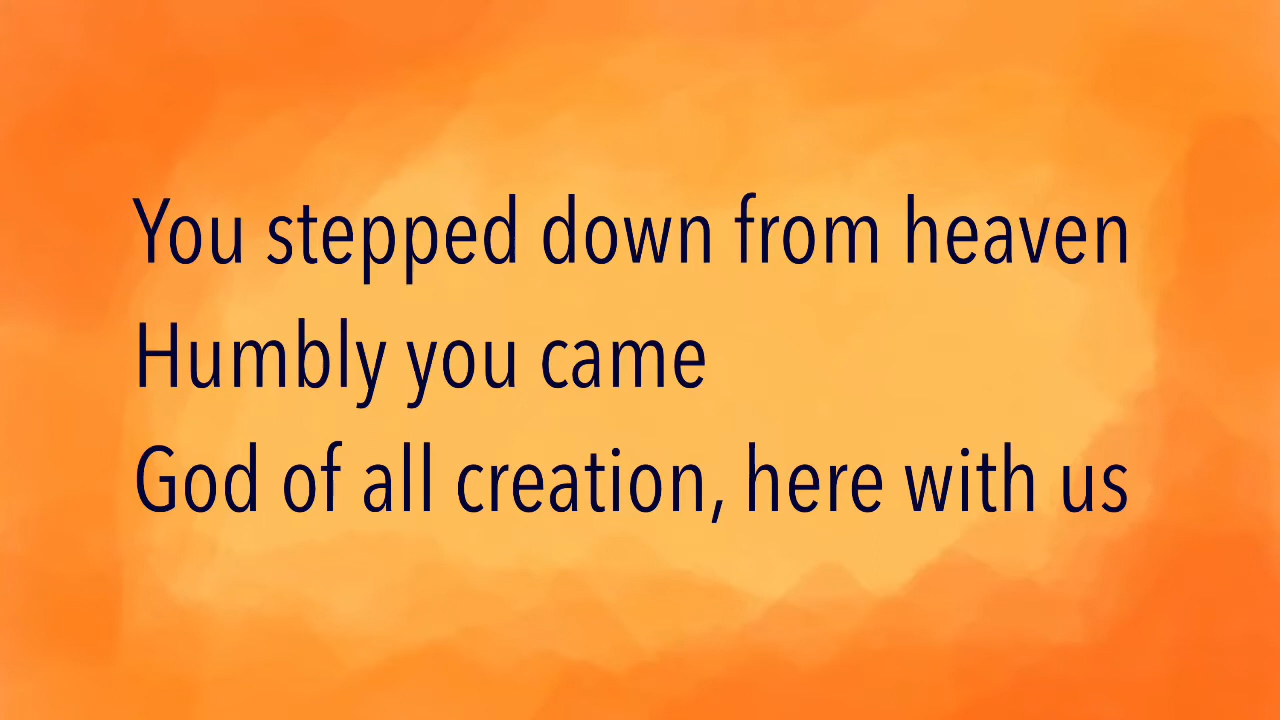 You stepped down from heaven
Humbly you came
God of all creation, here with us